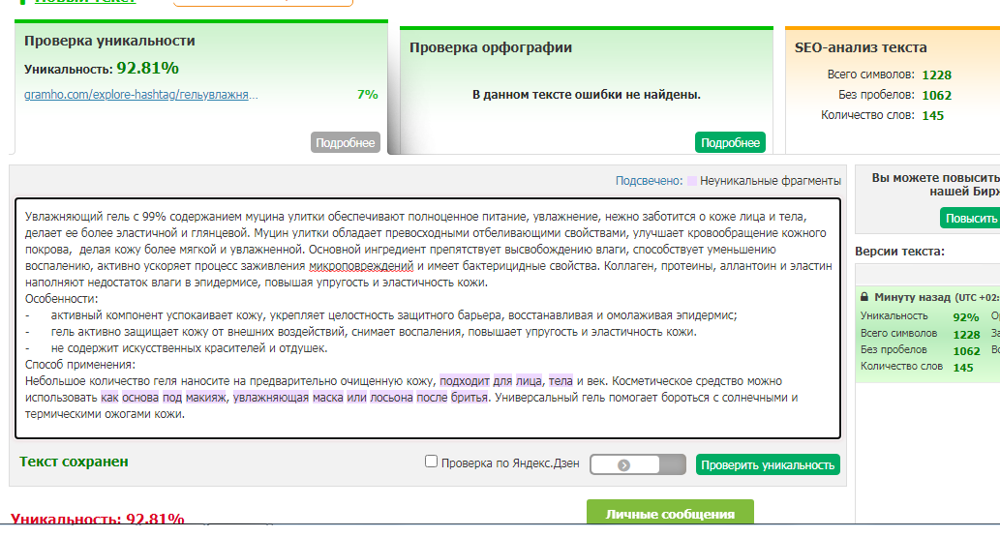 Новый текст
Проверка уникальности
Уникальность: 92.81%
gramho.com/explore-hashtag/гельувлажня... 7%
Подробнее
Проверка орфографии
В данном тексте ошибки не найдены.
Подробнее
SEO-анализ текста
Всего символов: 1228
Без пробелов: 1062
Количество слов: 145
Подсвечено: Неуникальные фрагменты
Увлажняющий гель с 99% содержанием муцина улитки обеспечивают полноценное питание, увлажнение, нежно заботится о коже лица и тела,
делает ее более эластичной и глянцевой. Муцин улитки обладает превосходными отбеливающими свойствами, улучшает кровообращение кожного
покрова, делая кожу более мягкой и увлажненной. Основной ингредиент препятствует высвобождению влаги, способствует уменьшению
воспалению, активно ускоряет процесс заживления микроповреждений и имеет бактерицидные свойства. Коллаген, протеины, аллантоин и эластин
наполняют недостаток влаги в эпидермисе, повышая упругость и эластичность кожи.
Особенности:
- активный компонент успокаивает кожу, укрепляет целостность защитного барьера, восстанавливая и омолаживая эпидермис;
- гель активно защищает кожу от внешних воздействий, снимает воспаления, повышает упругость и эластичность кожи.
- не содержит искусственных красителей и отдушек.
Способ применения:
Небольшое количество геля наносите на предварительно очищенную кожу, подходит для лица, тела и век. Косметическое средство можно
использовать как основа под макияж, увлажняющая маска или лосьона после бритья. Универсальный гель помогает бороться с солнечными и
термическими ожогами кожи.
Текст сохранен
Проверка по Яндекс.Дзен
Проверить уникальность
Вы можете повысить
нашей Бирж
Повысить
Версии текста:
Минуту назад (UTC +02:
Уникальность 92% Ор
Всего символов 1228 За
Без пробелов 1062 Во
Количество слов 145
Уникальность: 92.81%
Личные сообщения